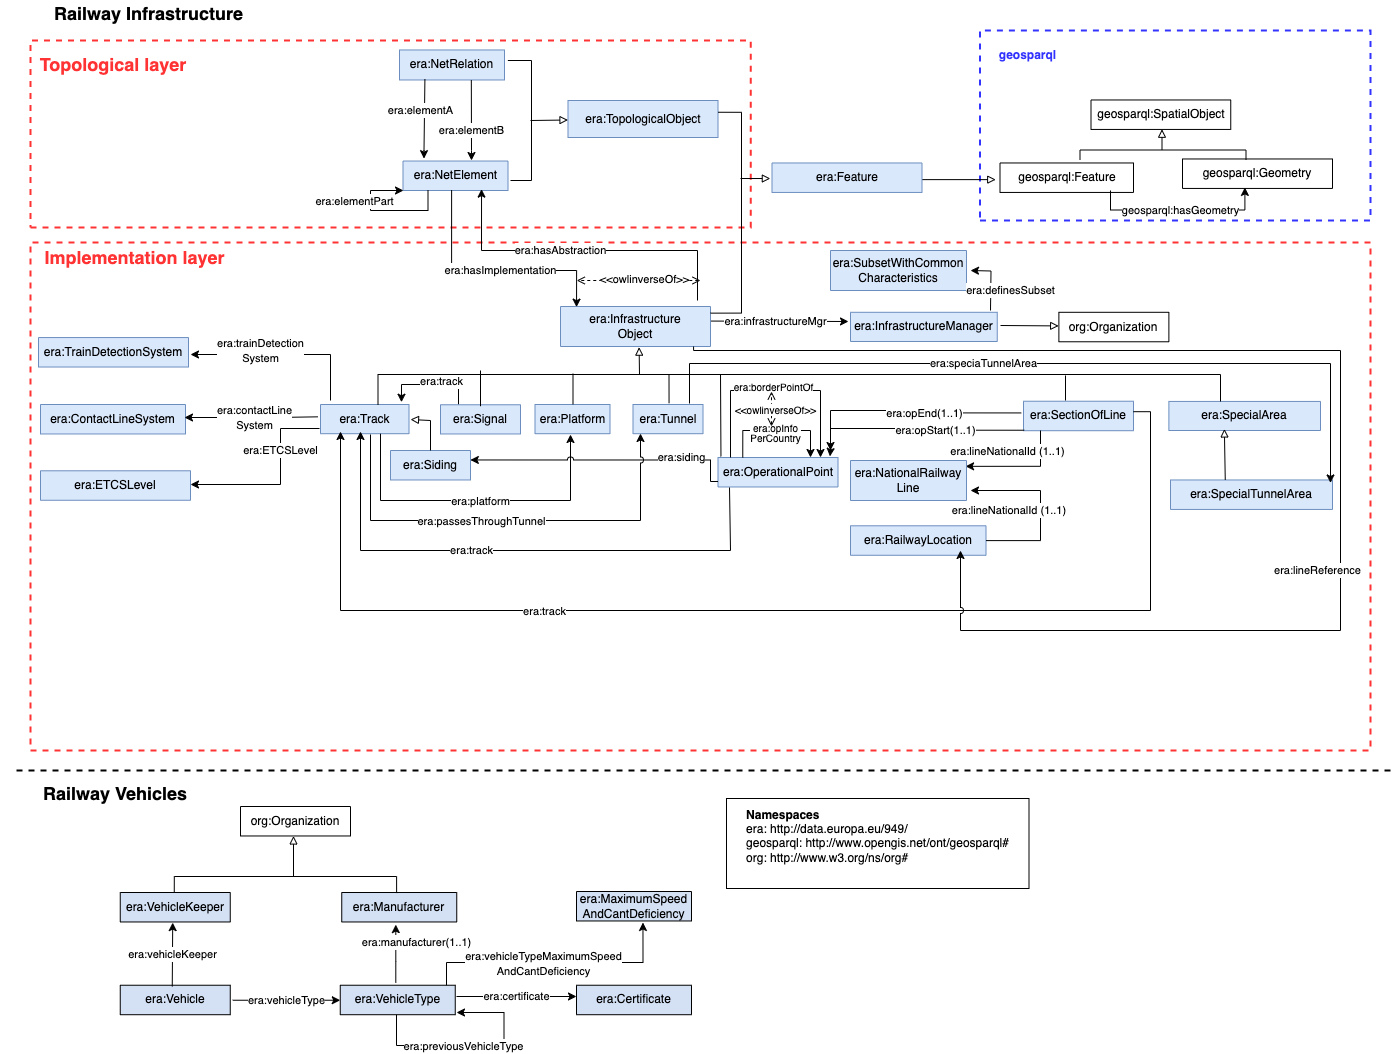 Railway Infrastructure
Topological layer
geosparql
era:NetRelation
era:elementA
era:elementB
era:TopologicalObject
geosparql:SpatialObject
era:NetElement
era:Feature
geosparql:Feature
geosparql:Geometry
era:elementPart
geosparql:hasGeometry
Implementation layer
era:hasAbstraction
era:hasImplementation
<<owlinverseOf>>
era:SubsetWithCommon
Characteristics
era:definesSubset
era:Infrastructure
Object
era:infrastructureMgr
era:InfrastructureManager
org:Organization
era:TrainDetectionSystem
era:trainDetection
System
era:speciaTunnelArea
era:track
era:borderPointOf
<<owlinverseOf>>
era:opInfo
PerCountry
era:ContactLineSystem
era:contactLine
System
era:Track
era:Signal
era:Platform
era:Tunnel
era:opEnd(1..1)
era:opStart(1..1)
era:SectionOfLine
era:SpecialArea
era:ETCSLevel
era:lineNationalId (1..1)
era:Siding
era:siding
era:OperationalPoint
era:NationalRailway
Line
era:ETCSLevel
era:SpecialTunnelArea
era:platform
era:lineNationalId (1..1)
era:passesThroughTunnel
era:RailwayLocation
era:track
era:lineReference
era:track
Railway Vehicles
org:Organization
Namespaces
era: http://data.europa.eu/949/
geosparql: http://www.opengis.net/ont/geosparql#
org: http://www.w3.org/ns/org#
era:VehicleKeeper
era:Manufacturer
era:MaximumSpeed
AndCantDeficiency
era:vehicleKeeper
era:manufacturer(1..1)
era:vehicleTypeMaximumSpeed
AndCantDeficiency
era:Vehicle
era:vehicleType
era:VehicleType
era:certificate
era:Certificate
era:previousVehicleType